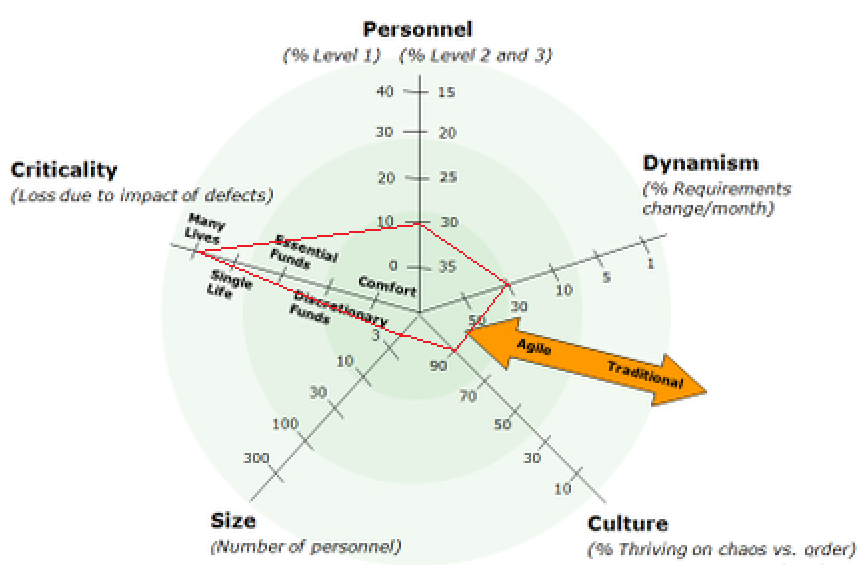 Personnel
(% Level 1) (% Level 2 and 3)
40 15
30 20
20 25
10 30
0 35
Criticality
(Loss due to impact of defects)
Many
Lives
Essential
Funds
Comfort
Single
Life
Discretionary
Funds
Dynamism
(% Requirements
change/month)
1
5
10
30
50
Agile
Traditional
3
10
30
100
300
90
70
50
30
10
Size
(Number of personnel)
Culture
(% Thriving on chaos vs. order)